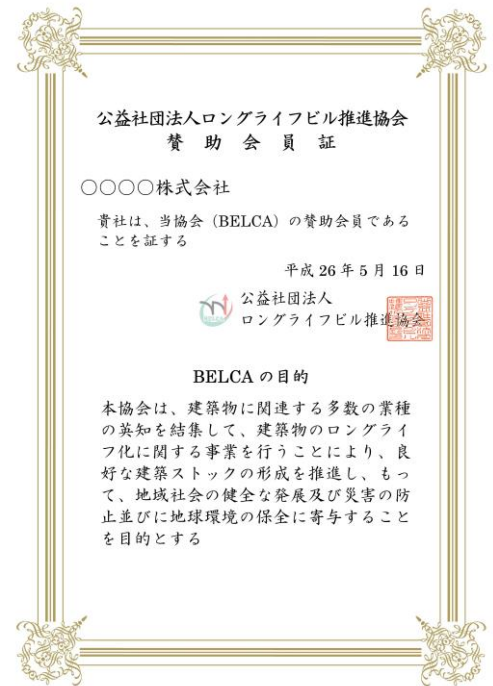 公益社団法人ロングライフビル推進協会
賛助会員証
〇〇〇〇株式会社
貴社は、当協会（BELCA）の賛助会員である
ことを証する
平成 26 年 5 月 16 日
公益社団法人
ロングライフビル推進協会
BELCA の目的
本協会は、建築物に関連する多数の業種
の英知を結集して、建築物のロングライ
フ化に関する事業を行うことにより、良
好な建築ストックの形成を推進し、もっ
て、地域社会の健全な発展及び災害の防
止並びに地球環境の保全に寄与すること
を目的とする